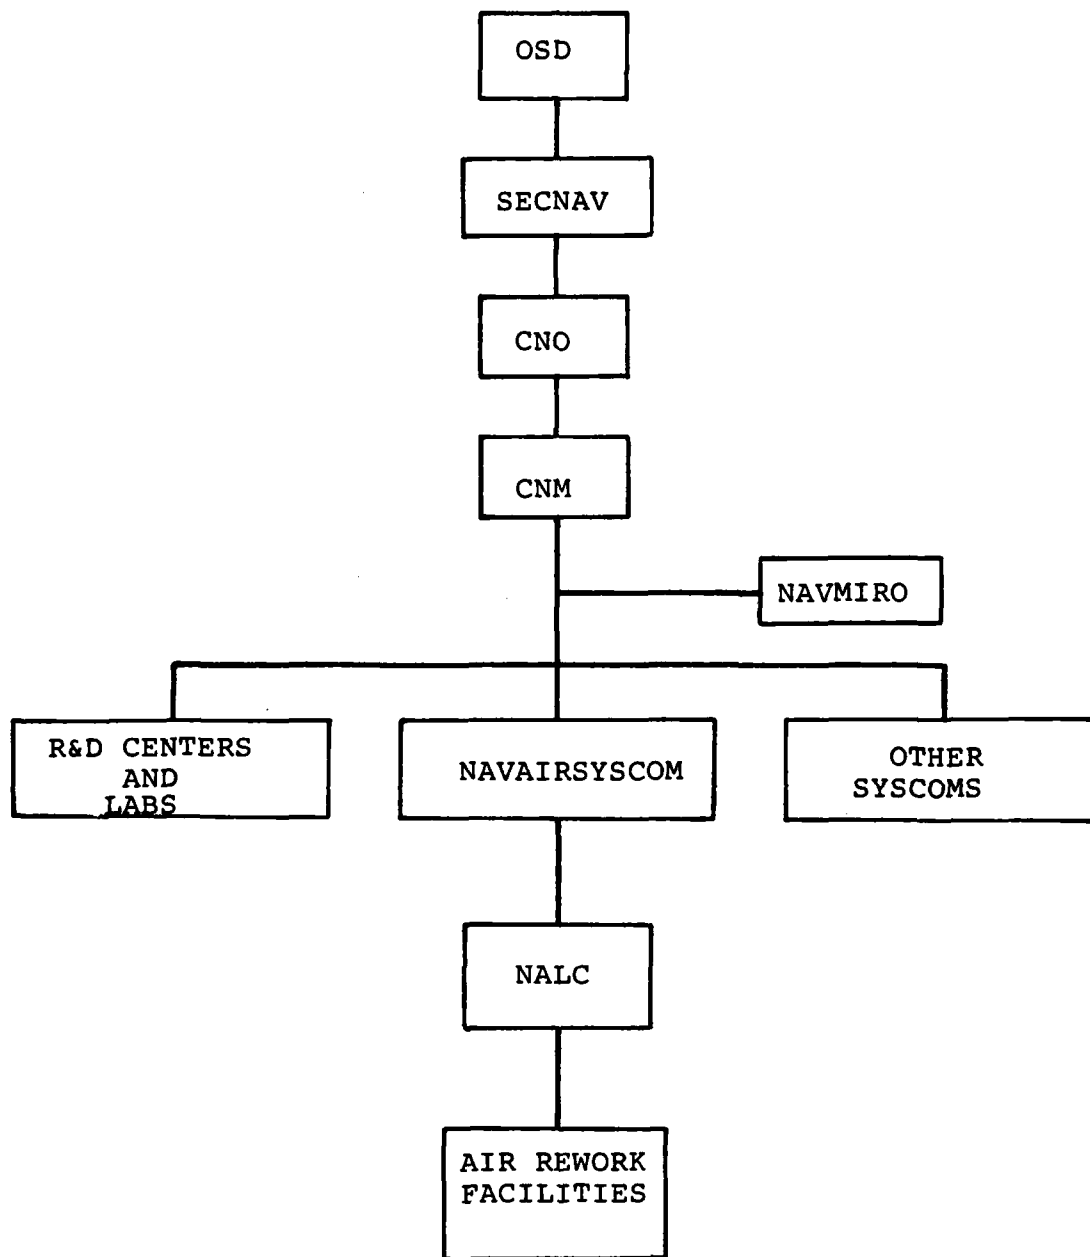 OSD
SECNAV
CNO
CNM
NAVMIRO
R&D CENTERS
AND
LABS
NAVAIRSYSCOM
OTHER
SYSCOMS
NALC
AIR REWORK
FACILITIES